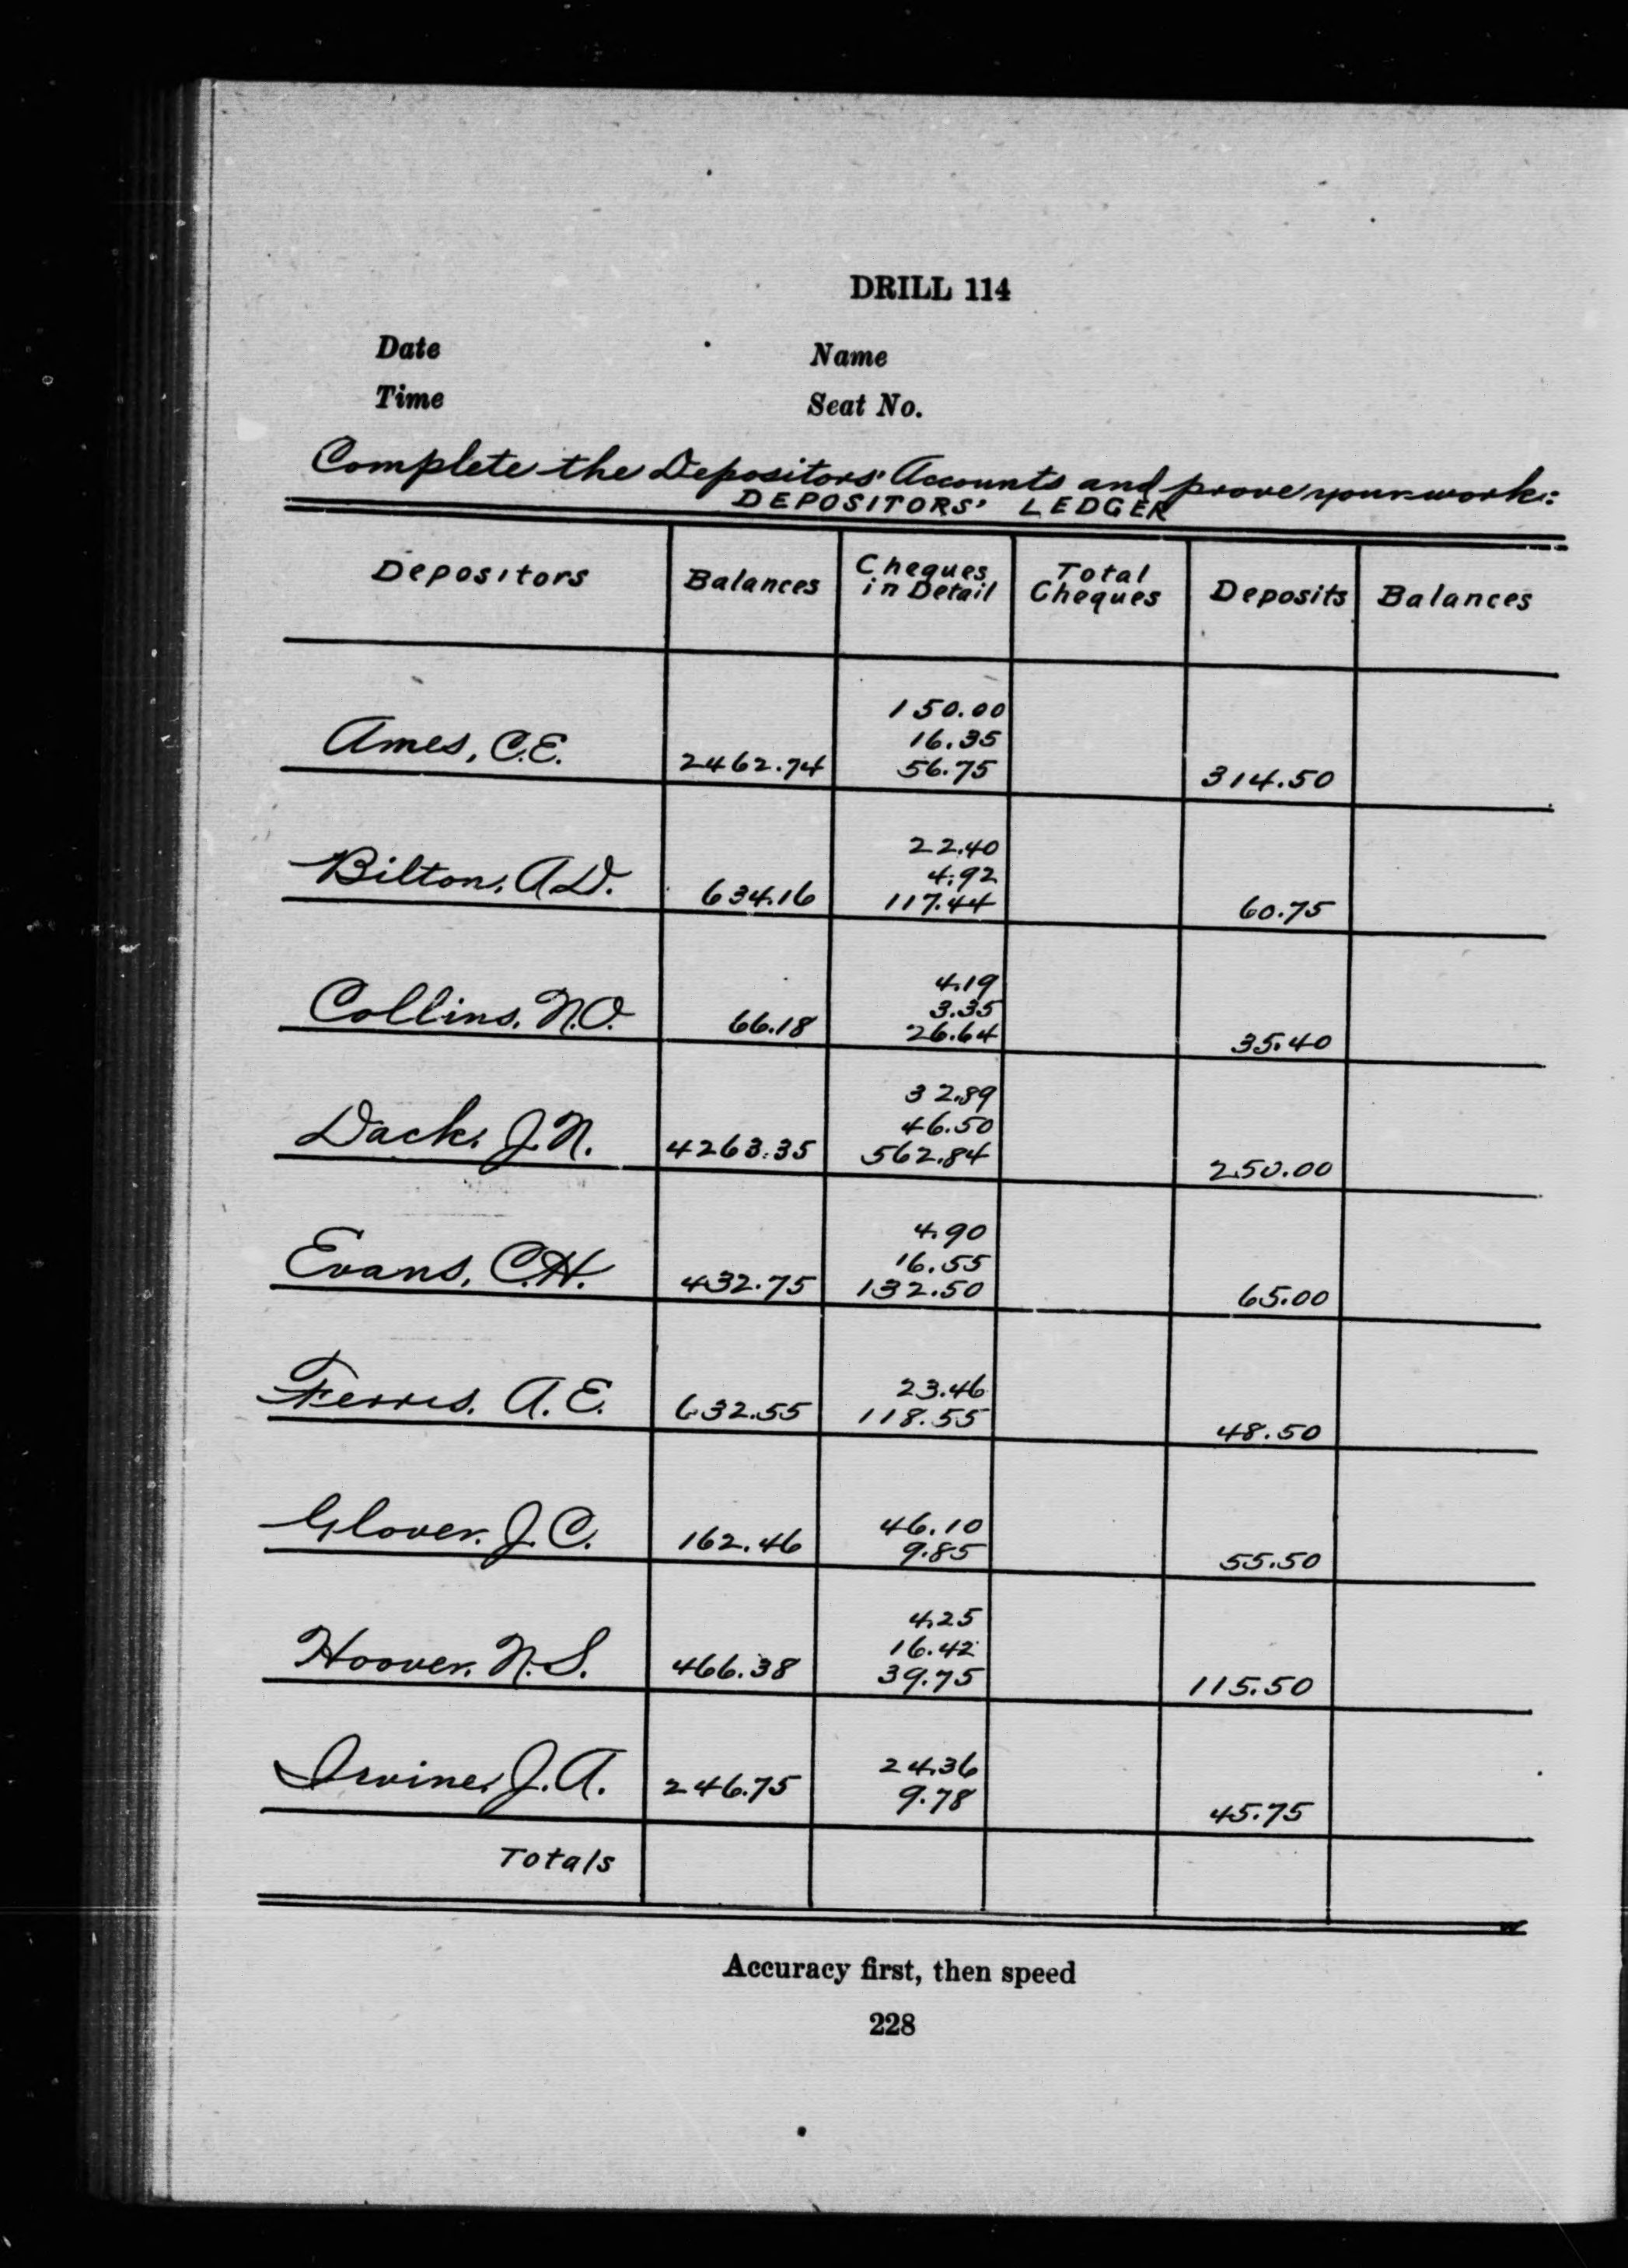 DRILL 114
Date Name
Time Seat No.
Complete the Depositors' Accounts and prove your work:
DEPOSITORS' LEDGER
Depositors Balances Cheques in Detail Total Cheques Deposits Balances
150.00
16.35
Ames, C.E. 2462.74 56.75 314.50
22.40
4.92
Bilton, A.D. 634.16 117.44 60.75
4.19
3.35
Collins, N.O. 66.18 26.64 35.40
32.89
46.50
Dack, J.N. 4263.35 562.84 250.00
4.90
16.55
Evans, C.H. 432.75 132.50 65.00
23.46
Ferris, A.E. 632.55 118.55 48.50
46.10
Glover, J.C. 162.46 9.85 55.50
4.25
16.42
Hoover, N.S. 466.38 39.75 115.50
24.36
Irvine, J.A. 246.75 9.78 45.75
Totals
Accuracy first, then speed
228